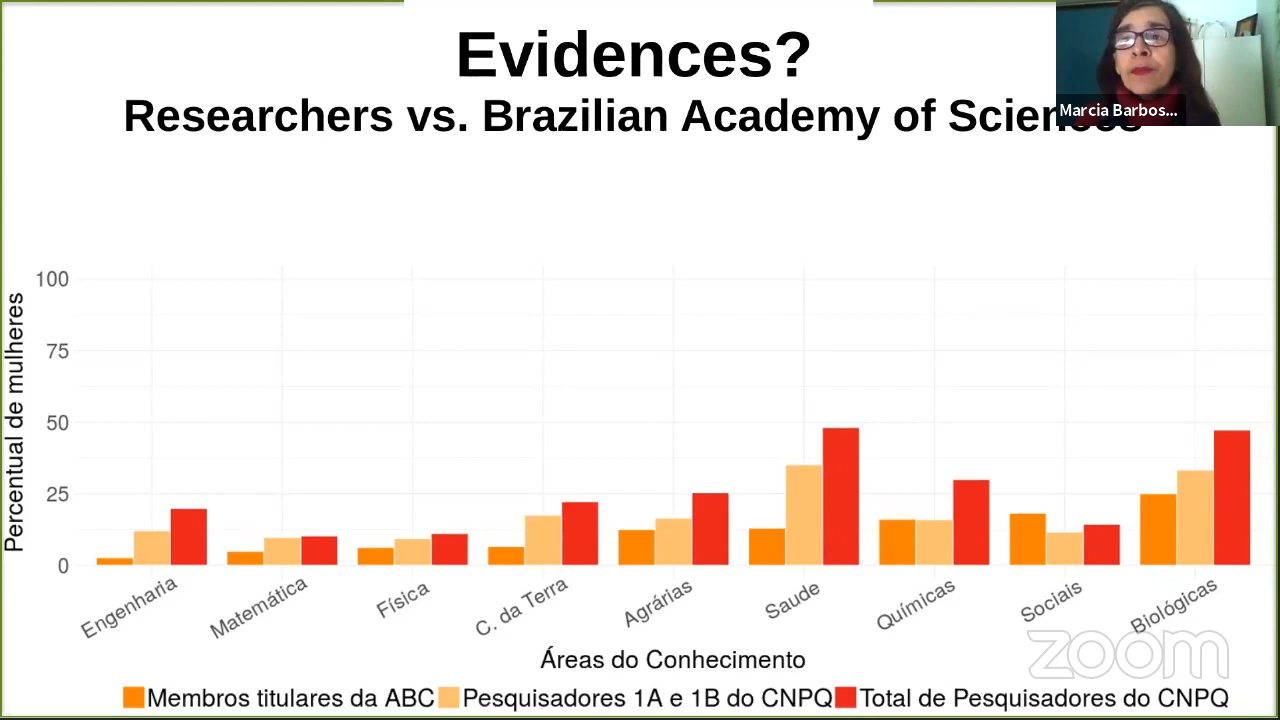 Evidences?
Researchers vs. Brazilian Academy of Sciences
Marcia Barbos...
100
75
50
25
0
Percentual de mulheres
Engenharia
Matemática
Física
C. da Terra
Agrárias
Saude
Químicas
Sociais
Biológicas
Áreas do Conhecimento
zoom
Membros titulares da ABC Pesquisadores 1A e 1B do CNPQ Total de Pesquisadores do CNPQ